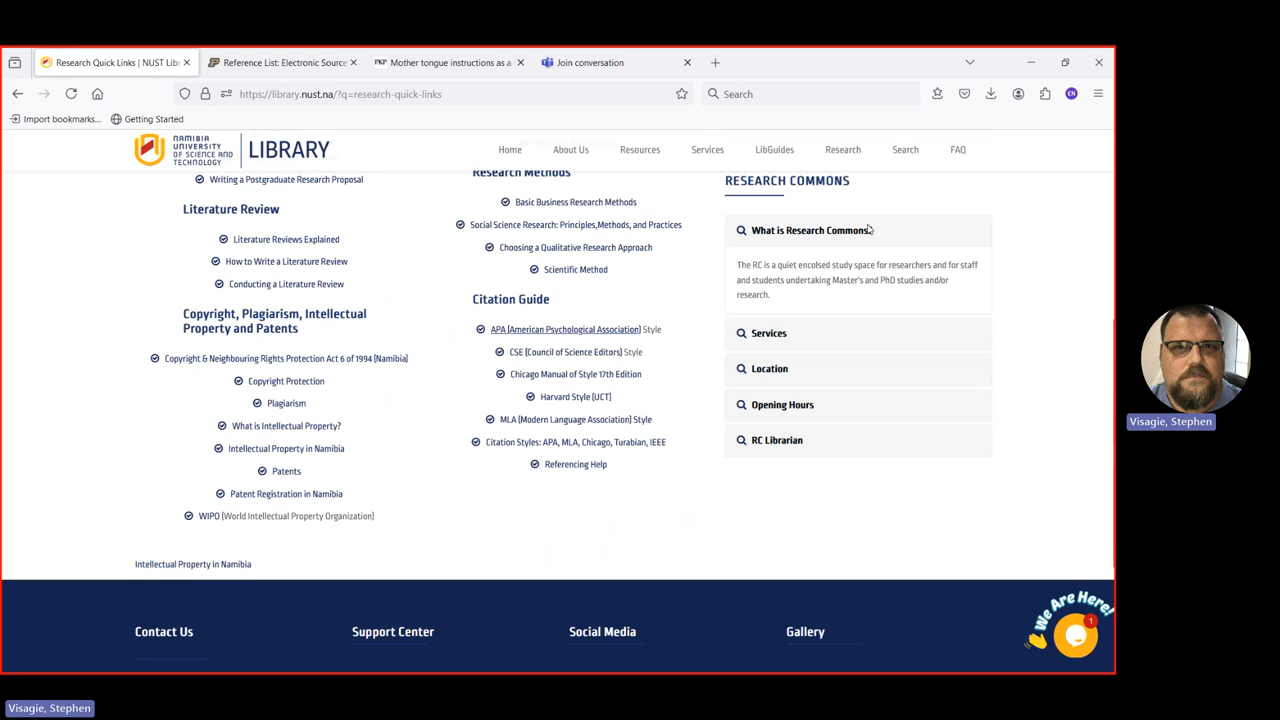 Research Quick Links | NUST Libr
Reference List: Electronic Source
PKP Mother tongue instructions as a
Join conversation
https://library.nust.na/?q=research-quick-links
Search
EN
Import bookmarks...
Getting Started
NAMIBIA
UNIVERSITY
OF SCIENCE AND
TECHNOLOGY
LIBRARY
Home
About Us
Resources
Services
LibGuides
Research
Search
FAQ
Writing a Postgraduate Research Proposal
Literature Review
Literature Reviews Explained
How to Write a Literature Review
Conducting a Literature Review
Copyright, Plagiarism, Intellectual
Property and Patents
Copyright & Neighbouring Rights Protection Act 6 of 1994 (Namibia)
Copyright Protection
Plagiarism
What is Intellectual Property?
Intellectual Property in Namibia
Patents
Patent Registration in Namibia
WIPO (World Intellectual Property Organization)
Intellectual Property in Namibia
Research Methods
Basic Business Research Methods
Social Science Research: Principles,Methods, and Practices
Choosing a Qualitative Research Approach
Scientific Method
Citation Guide
APA (American Psychological Association) Style
CSE (Council of Science Editors) Style
Chicago Manual of Style 17th Edition
Harvard Style (UCT)
MLA (Modern Language Association) Style
Citation Styles: APA, MLA, Chicago, Turabian, IEEE
Referencing Help
RESEARCH COMMONS
What is Research Commons.
The RC is a quiet encolsed study space for researchers and for staff
and students undertaking Master's and PhD studies and/or
research.
Services
Location
Opening Hours
RC Librarian
Contact Us
Support Center
Social Media
Gallery
We Are Here!
1
Visagie, Stephen
Visagie, Stephen